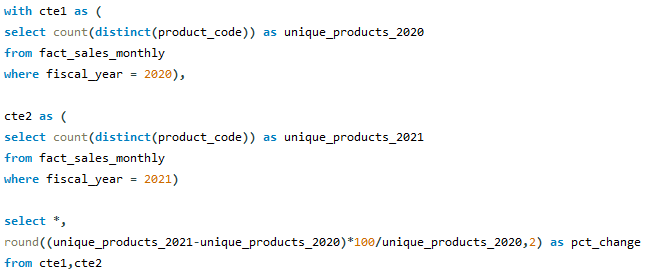 with cte1 as (
select count(distinct(product_code)) as unique_products_2020
from fact_sales_monthly
where fiscal_year = 2020),
cte2 as (
select count(distinct(product_code)) as unique_products_2021
from fact_sales_monthly
where fiscal_year = 2021)
select *,
round((unique_products_2021-unique_products_2020)*100/unique_products_2020,2) as pct_change
from cte1,cte2